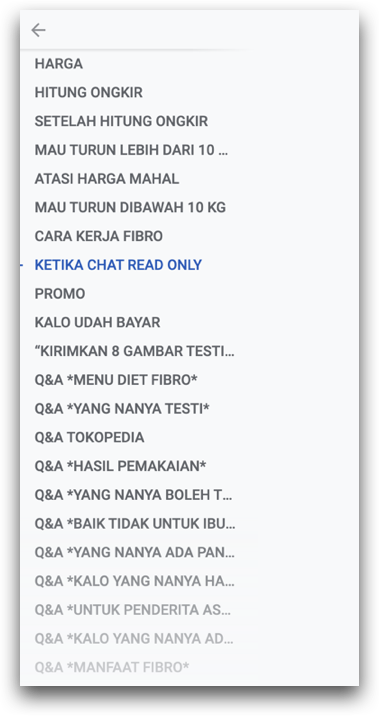 HARGA
HITUNG ONGKIR
SETELAH HITUNG ONGKIR
MAU TURUN LEBIH DARI 10 ...
ATASI HARGA MAHAL
MAU TURUN DIBAWAH 10 KG
CARA KERJA FIBRO
KETIKA CHAT READ ONLY
PROMO
KALO UDAH BAYAR
“KIRIMKAN 8 GAMBAR TESTI...
Q&A *MENU DIET FIBRO*
Q&A *YANG NANYA TESTI*
Q&A TOKOPEDIA
Q&A *HASIL PEMAKAIAN*
Q&A *YANG NANYA BOLEH T...
Q&A *BAIK TIDAK UNTUK IBU...
Q&A *YANG NANYA ADA PAN...
Q&A *KALO YANG NANYA HA...
Q&A *UNTUK PENDERITA AS...
Q&A *KALO YANG NANYA AD...
Q&A *MANFAAT FIBRO*